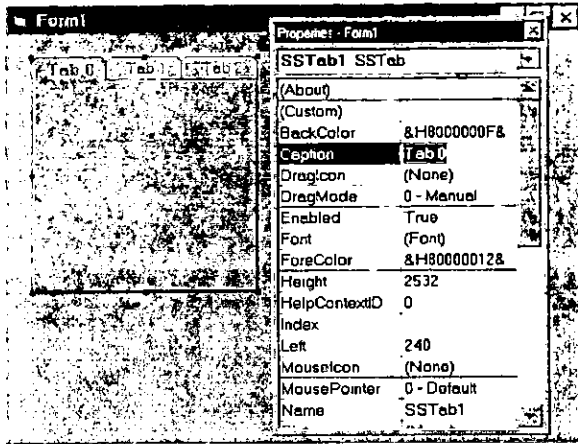 Form1
Tab 0 Tab 1 Tab 2
Properties - Form1
SSTab1 SSTab
(About)
(Custom)
BackColor &H8000000F&
Caption Tab 0
DragIcon (None)
DragMode 0 - Manual
Enabled True
Font (Font)
ForeColor &H80000012&
Height 2532
HelpContextID 0
Index
Left 240
MouseIcon (None)
MousePointer 0 - Default
Name SSTab1